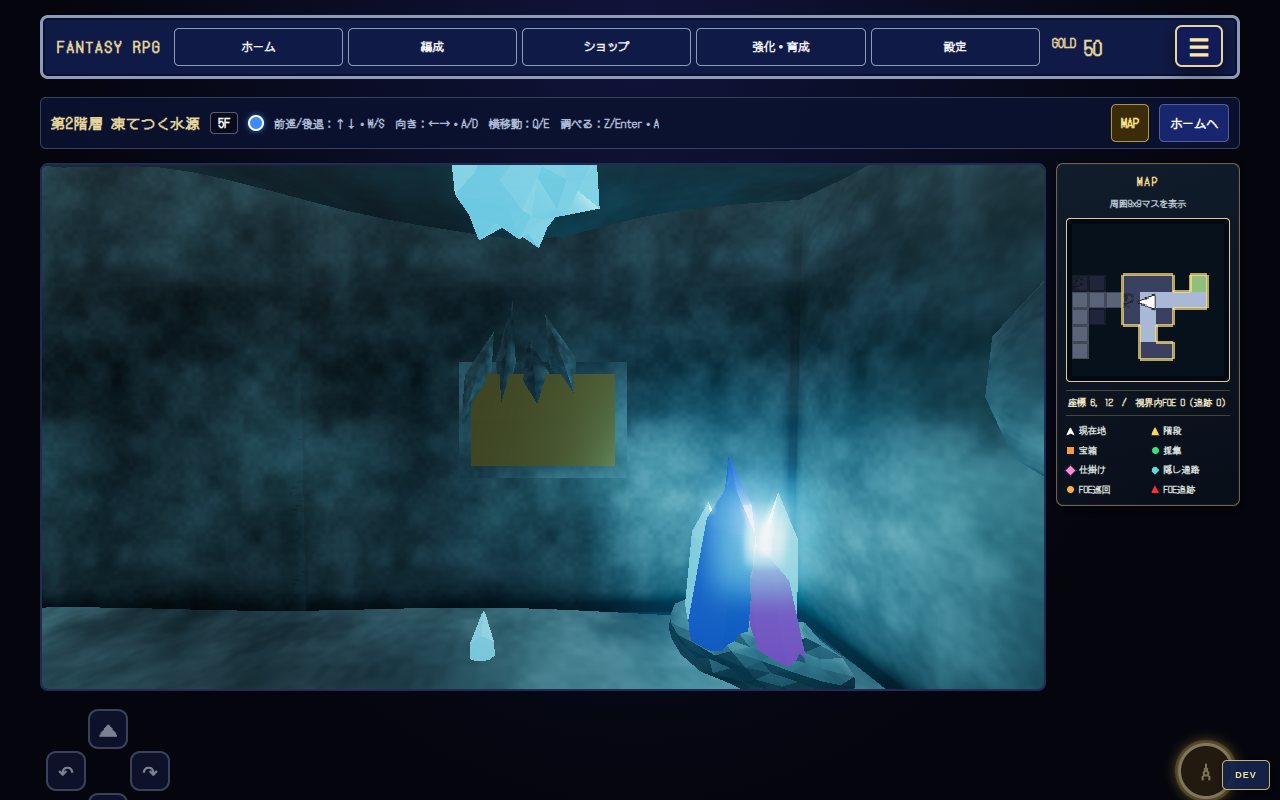 FANTASY RPG ホーム 編成 ショップ 強化・育成 設定 GOLD 50
第2階層 凍てつく水源 5F 前進/後退：↑↓・W/S 向き：←→・A/D 横移動：Q/E 調べる：Z/Enter・A MAP ホームへ
MAP
周囲9x9マスを表示
座標 6, 12 / 視界内FOE 0（追跡 0）
現在地 階段
宝箱 採集
仕掛け 隠し通路
FOE巡回 FOE追跡
A DEV